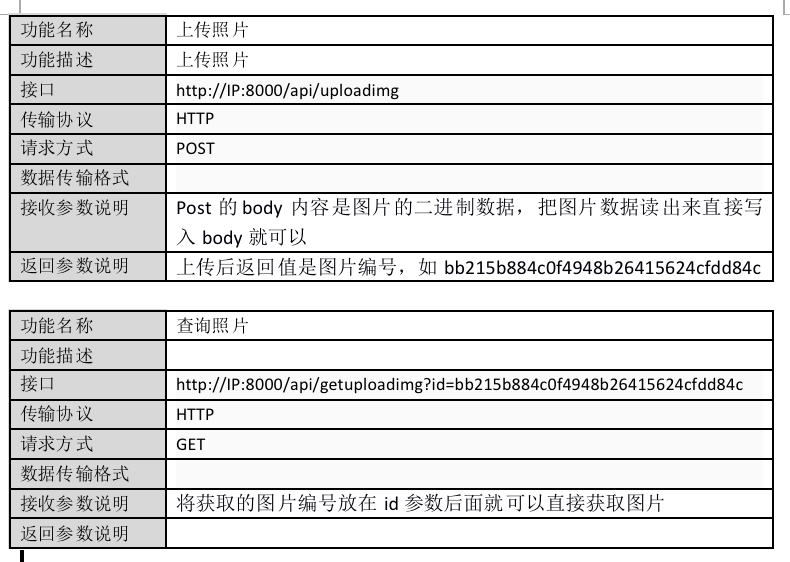 功能名称 上传照片
功能描述 上传照片
接口 http://IP:8000/api/uploadimg
传输协议 HTTP
请求方式 POST
数据传输格式
接收参数说明 Post 的 body 内容是图片的二进制数据，把图片数据读出来直接写
入 body 就可以
返回参数说明 上传后返回值是图片编号，如 bb215b884c0f4948b26415624cfdd84c
功能名称 查询照片
功能描述
接口 http://IP:8000/api/getuploadimg?id=bb215b884c0f4948b26415624cfdd84c
传输协议 HTTP
请求方式 GET
数据传输格式
接收参数说明 将获取的图片编号放在 id 参数后面就可以直接获取图片
返回参数说明